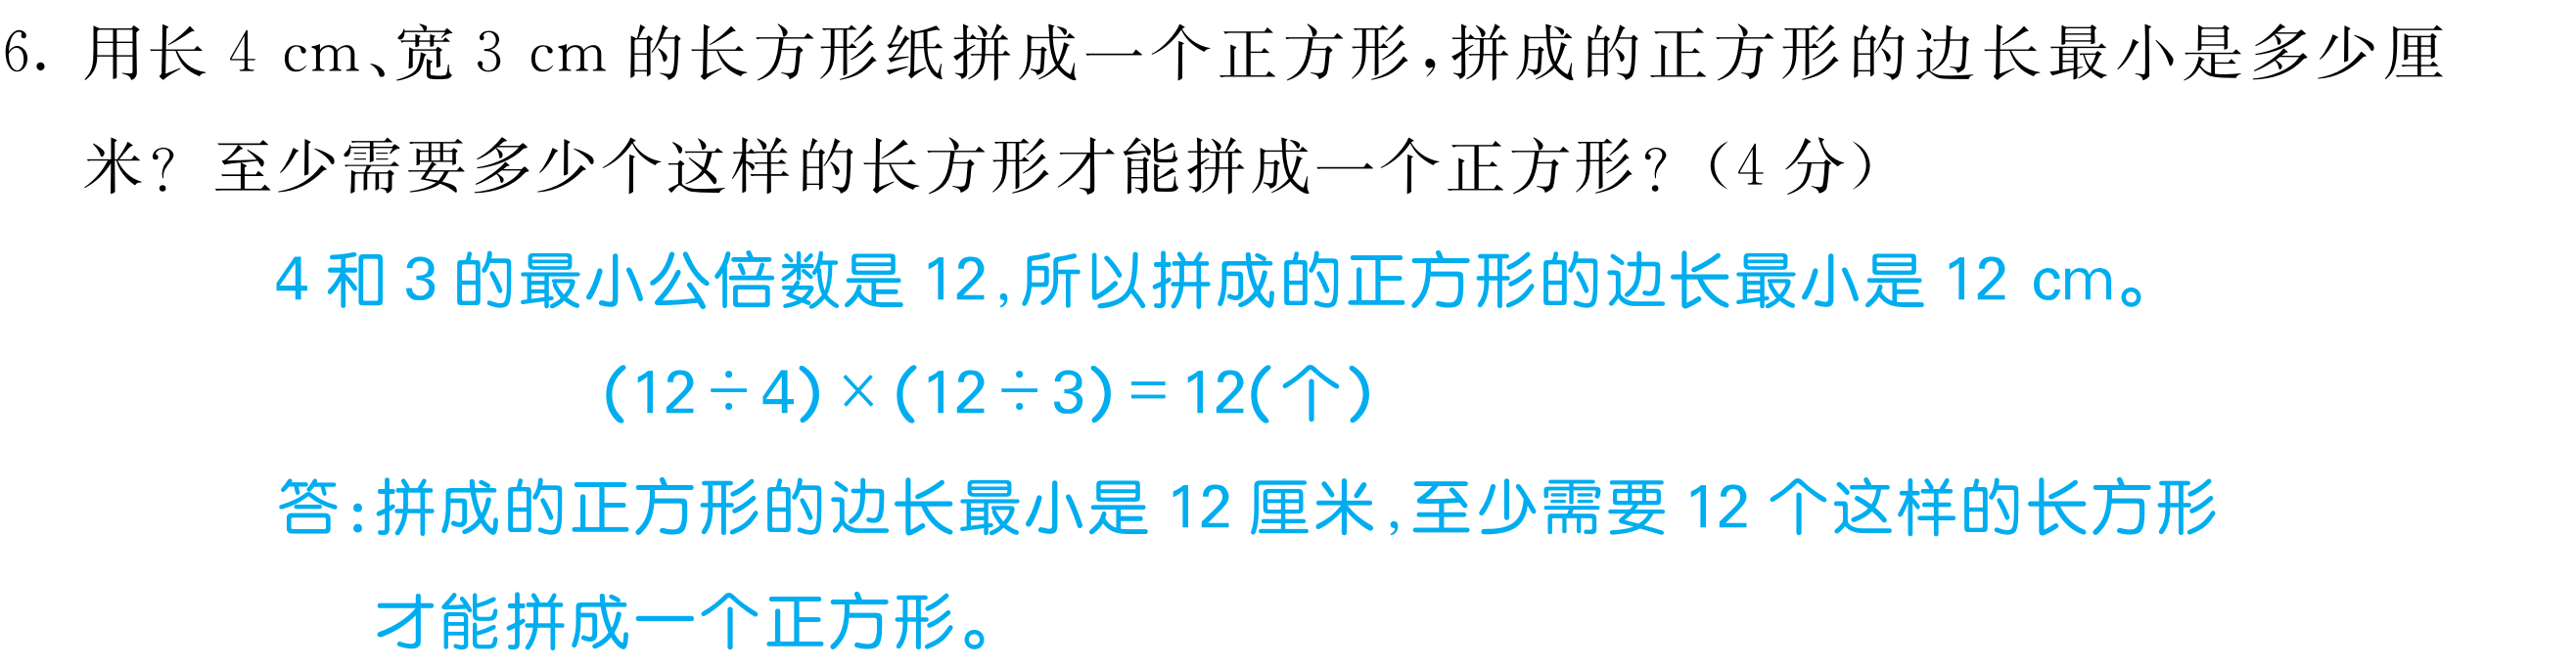 6. 用长 4 cm、宽 3 cm 的长方形纸拼成一个正方形,拼成的正方形的边长最小是多少厘
米? 至少需要多少个这样的长方形才能拼成一个正方形?(4 分)
4 和 3 的最小公倍数是 12,所以拼成的正方形的边长最小是 12 cm。
(12÷4)×(12÷3)=12(个)
答:拼成的正方形的边长最小是 12 厘米,至少需要 12 个这样的长方形
才能拼成一个正方形。